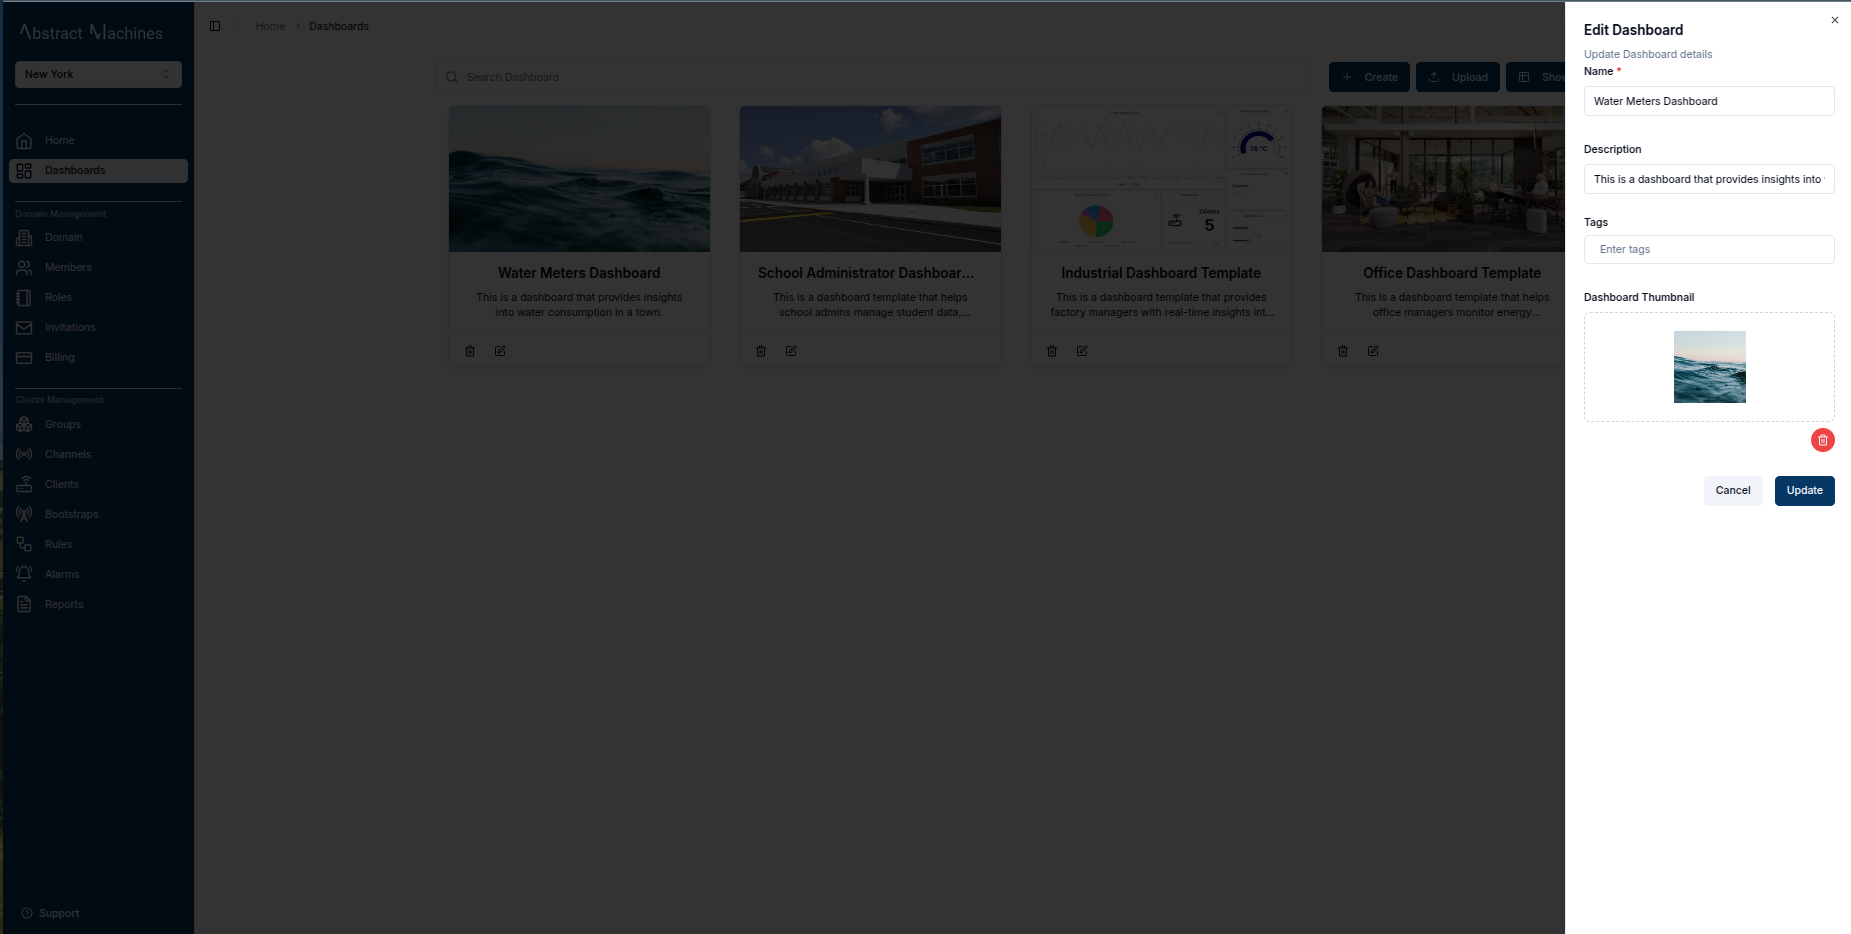 Abstract Machines
New York
Home
Dashboards
Domain Management
Domain
Members
Roles
Invitations
Billing
Clients Management
Groups
Channels
Clients
Bootstraps
Rules
Alarms
Reports
Support
Home > Dashboards
Search Dashboard
Create
Upload
Water Meters Dashboard
This is a dashboard that provides insights
into water consumption in a town.
School Administrator Dashboar...
This is a dashboard template that helps
school admins manage student data,...
76 °C
Clients
5
Industrial Dashboard Template
This is a dashboard template that provides
factory managers with real-time insights int...
Office Dashboard Template
This is a dashboard template that helps
office managers monitor energy...
Edit Dashboard
Update Dashboard details
Name *
Water Meters Dashboard
Description
This is a dashboard that provides insights into
Tags
Enter tags
Dashboard Thumbnail
Cancel
Update